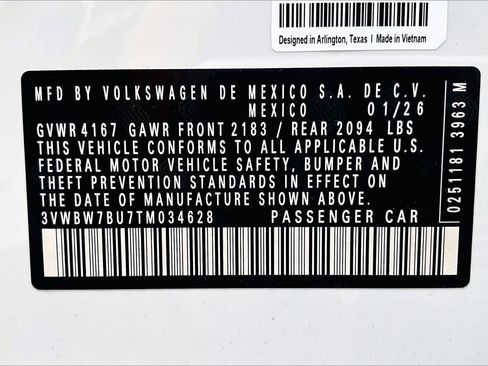 Designed in Arlington, Texas | Made in Vietnam
MFD BY VOLKSWAGEN DE MEXICO S.A. DE C.V.
MEXICO 01/26
GVWR 4167 GAWR FRONT 2183 / REAR 2094 LBS
THIS VEHICLE CONFORMS TO ALL APPLICABLE U.S.
FEDERAL MOTOR VEHICLE SAFETY, BUMPER AND
THEFT PREVENTION STANDARDS IN EFFECT ON
THE DATE OF MANUFACTURE SHOWN ABOVE.
3VWBW7BU7TM034628 PASSENGER CAR
0251181 3963 M